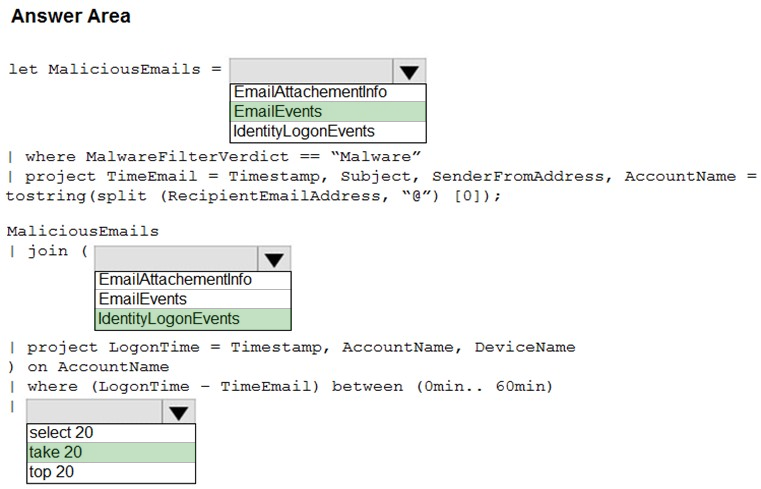 Answer Area
let MaliciousEmails =
EmailAttachementInfo
EmailEvents
IdentityLogonEvents
| where MalwareFilterVerdict == “Malware”
| project TimeEmail = Timestamp, Subject, SenderFromAddress, AccountName =
tostring(split (RecipientEmailAddress, “@”) [0]);
MaliciousEmails
| join (
EmailAttachementInfo
EmailEvents
IdentityLogonEvents
| project LogonTime = Timestamp, AccountName, DeviceName
) on AccountName
| where (LogonTime – TimeEmail) between (0min.. 60min)
|
select 20
take 20
top 20